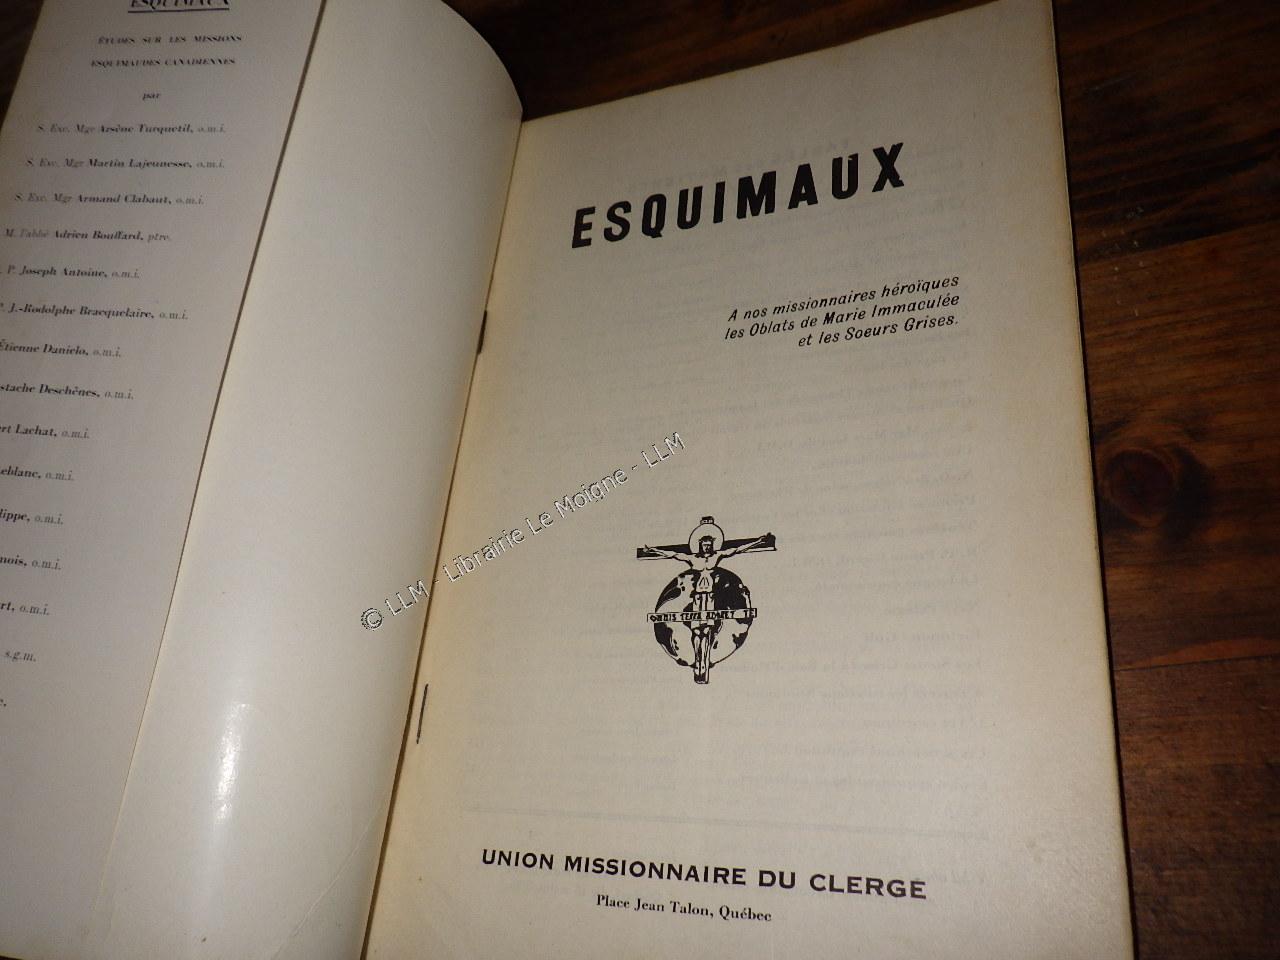 ESQUIMAUX
ÉTUDES SUR LES MISSIONS
ESQUIMAUDES CANADIENNES
par
S. Exc. Mgr Arsène Turquetil, o.m.i.
S. Exc. Mgr Martin Lajeunesse, o.m.i.
S. Exc. Mgr Armand Clabaut, o.m.i.
M. l'abbé Adrien Bouffard, ptre.
P. Joseph Antoine, o.m.i.
P. J.-Rodolphe Bracquelaire, o.m.i.
Étienne Danielo, o.m.i.
stache Deschênes, o.m.i.
ert Lachat, o.m.i.
eblanc, o.m.i.
lippe, o.m.i.
nois, o.m.i.
rt, o.m.i.
s.g.m.
ESQUIMAUX
A nos missionnaires héroïques
les Oblats de Marie Immaculée
et les Soeurs Grises.
OMNIS TERRA ADORET TE
UNION MISSIONNAIRE DU CLERGE
Place Jean Talon, Québec
© LLM - Librairie Le Moigne - LLM